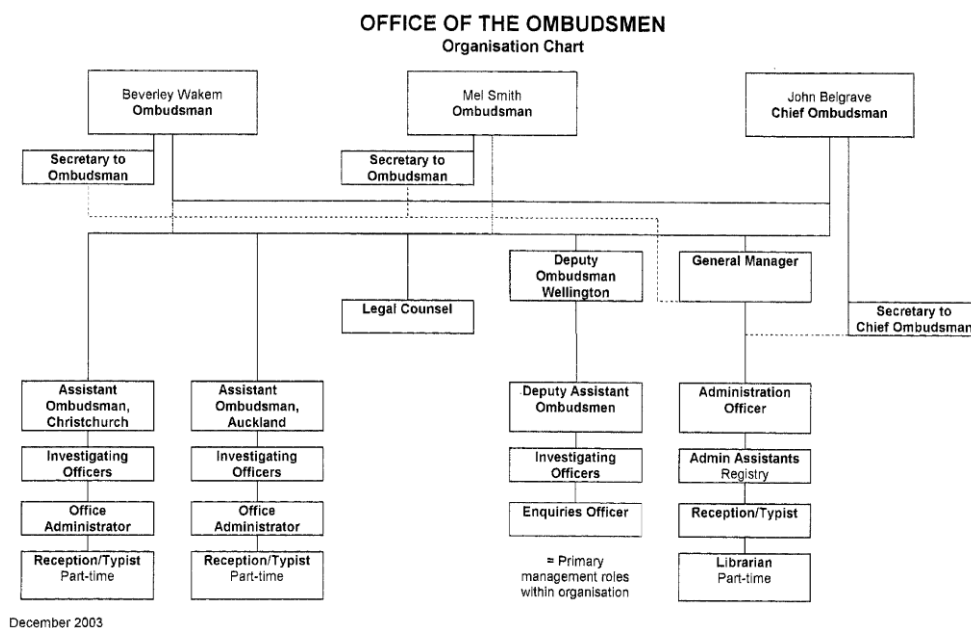 OFFICE OF THE OMBUDSMEN
Organisation Chart
Beverley Wakem
Ombudsman
Mel Smith
Ombudsman
John Belgrave
Chief Ombudsman
Secretary to
Ombudsman
Secretary to
Ombudsman
Deputy
Ombudsman
Wellington
General Manager
Legal Counsel
Secretary to
Chief Ombudsman
Assistant
Ombudsman,
Christchurch
Assistant
Ombudsman,
Auckland
Deputy Assistant
Ombudsmen
Administration
Officer
Investigating
Officers
Investigating
Officers
Investigating
Officers
Admin Assistants
Registry
Office
Administrator
Office
Administrator
Enquiries Officer
Reception/Typist
Reception/Typist
Part-time
Reception/Typist
Part-time
= Primary
management roles
within organisation
Librarian
Part-time
December 2003